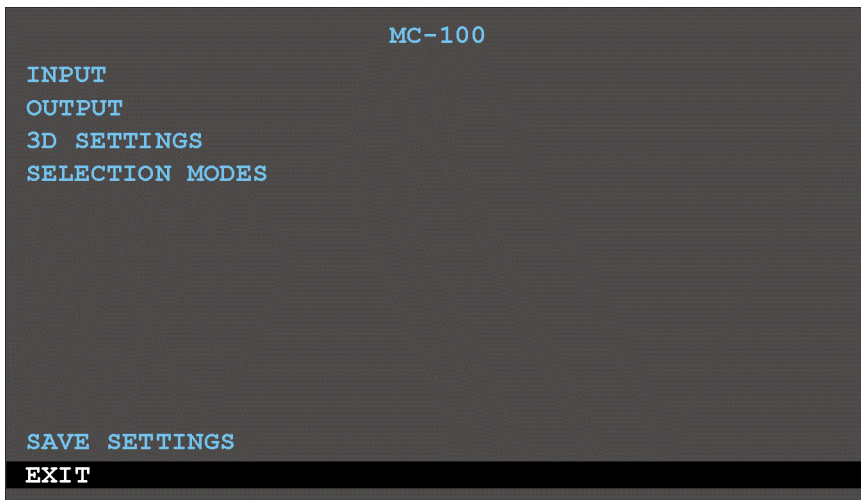 MC-100
INPUT
OUTPUT
3D SETTINGS
SELECTION MODES
SAVE SETTINGS
EXIT